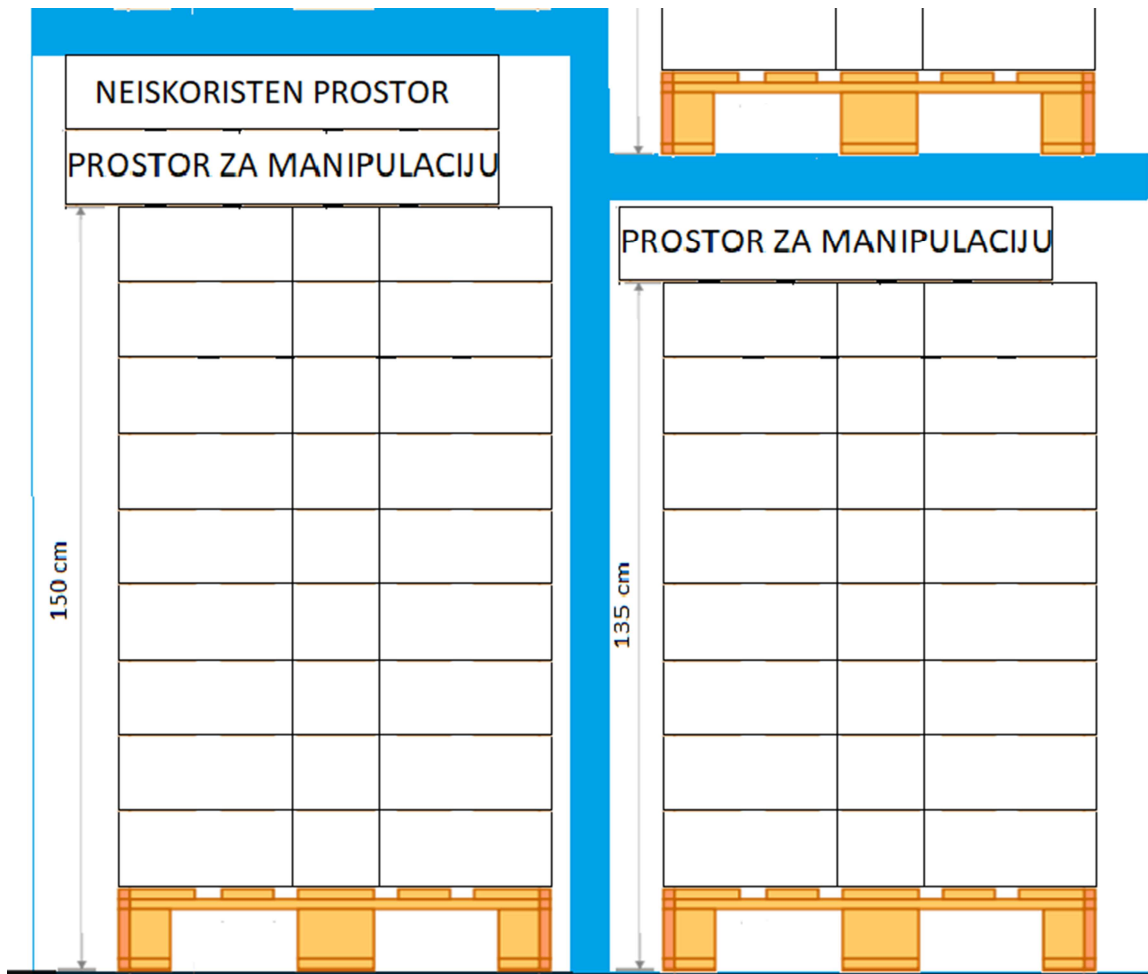 NEISKORISTEN PROSTOR
PROSTOR ZA MANIPULACIJU
PROSTOR ZA MANIPULACIJU
150 cm
135 cm